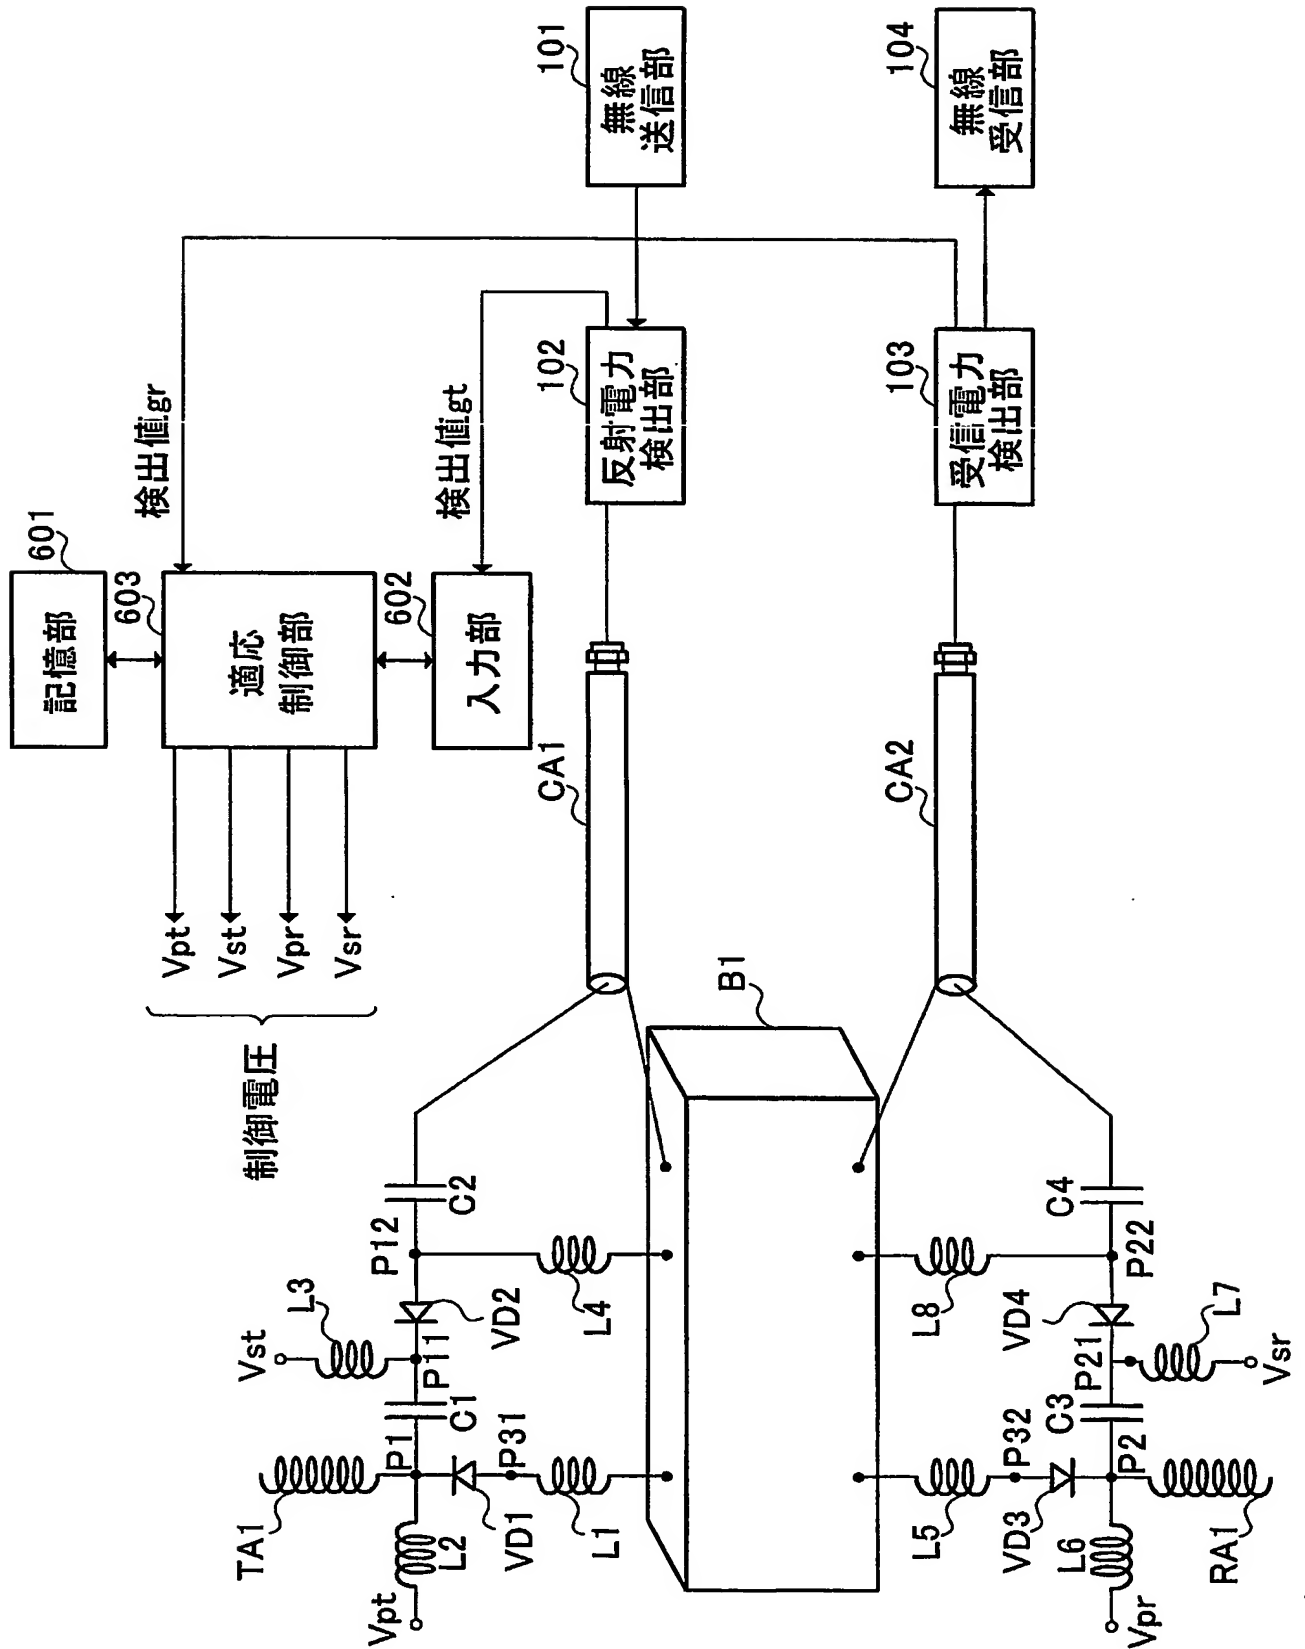 無線
送信部
101
無線
受信部
104
反射電力
検出部
102
受信電力
検出部
103
検出値gr
検出値gt
記憶部
601
適応
制御部
603
入力部
602
Vpt
Vst
Vpr
Vsr
制御電圧
CA1
CA2
B1
C2
P12
L4
L3
Vst
VD2
P11
C1
P1
TA1
P31
VD1
L1
L2
Vpt
C4
P22
L8
VD4
L7
Vsr
P21
C3
P2
P32
L5
VD3
L6
RA1
Vpr